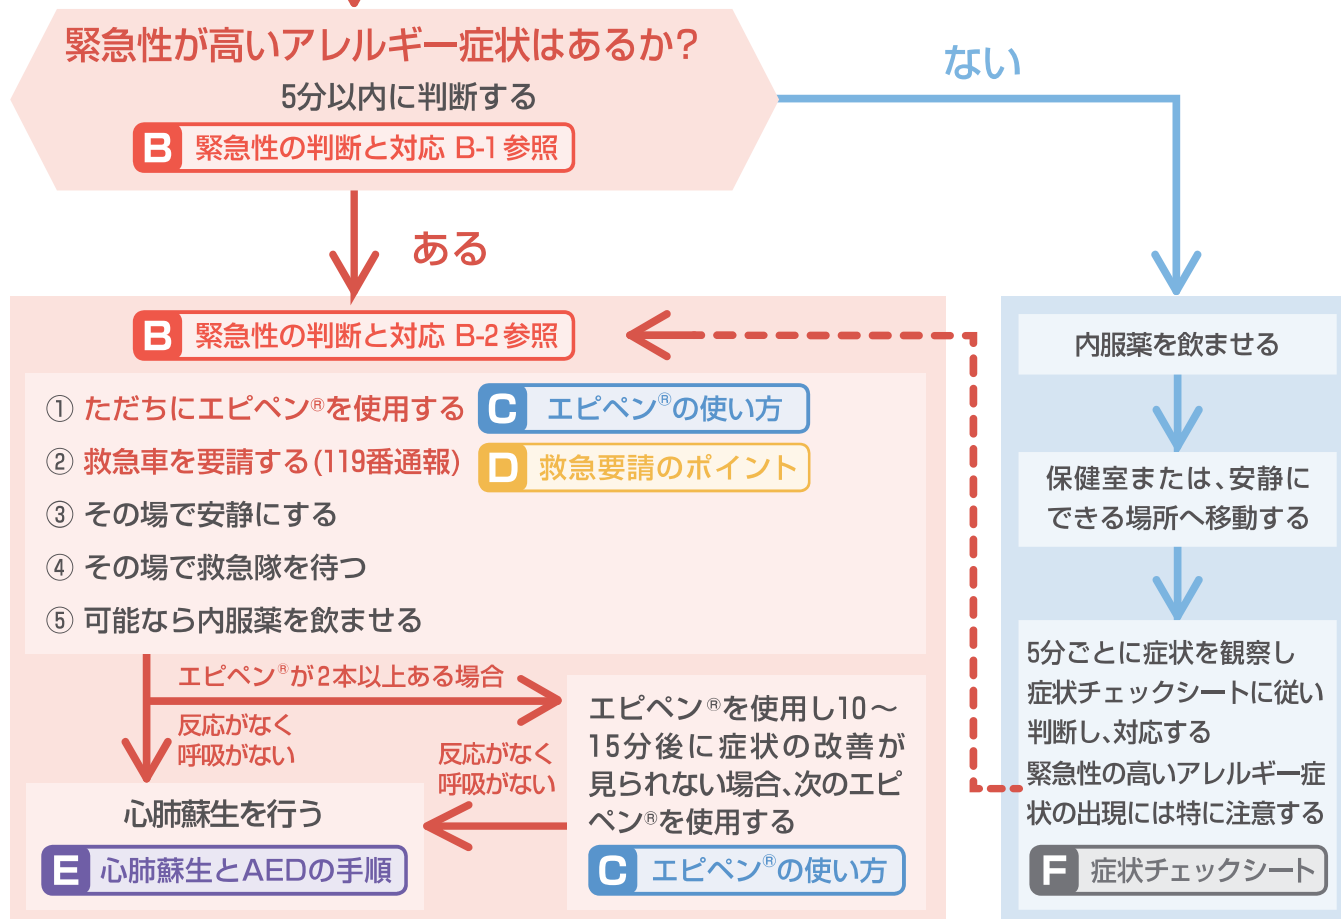 緊急性が高いアレルギー症状はあるか?
5分以内に判断する
B 緊急性の判断と対応 B-1参照
ない
ある
B 緊急性の判断と対応 B-2参照
① ただちにエピペン®を使用する
C エピペン®の使い方
② 救急車を要請する(119番通報)
D 救急要請のポイント
③ その場で安静にする
④ その場で救急隊を待つ
⑤ 可能なら内服薬を飲ませる
エピペン®が2本以上ある場合
反応がなく
呼吸がない
エピペン®を使用し10〜
15分後に症状の改善が
見られない場合、次のエピ
ペン®を使用する
C エピペン®の使い方
反応がなく
呼吸がない
心肺蘇生を行う
E 心肺蘇生とAEDの手順
内服薬を飲ませる
保健室または、安静に
できる場所へ移動する
5分ごとに症状を観察し
症状チェックシートに従い
判断し、対応する
緊急性の高いアレルギー症
状の出現には特に注意する
F 症状チェックシート